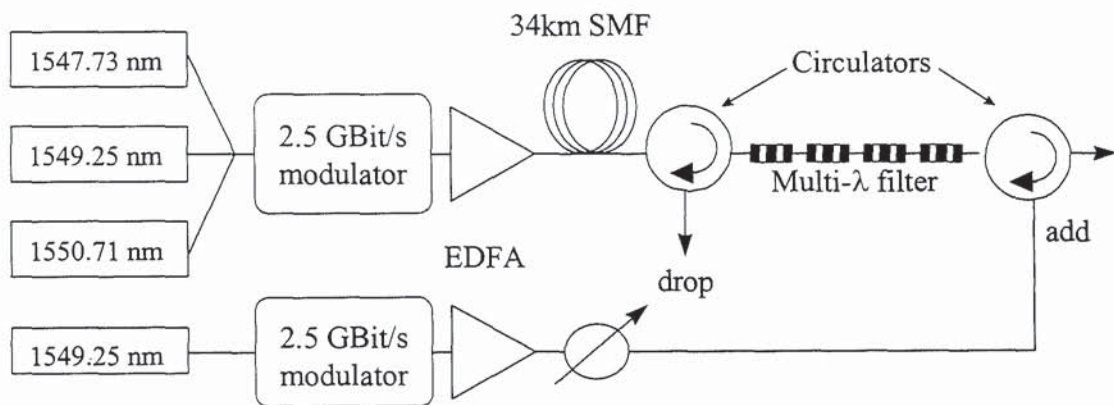 34km SMF
1547.73 nm
Circulators
2.5 GBit/s
modulator
1549.25 nm
Multi-λ filter
1550.71 nm
add
EDFA
drop
2.5 GBit/s
modulator
1549.25 nm